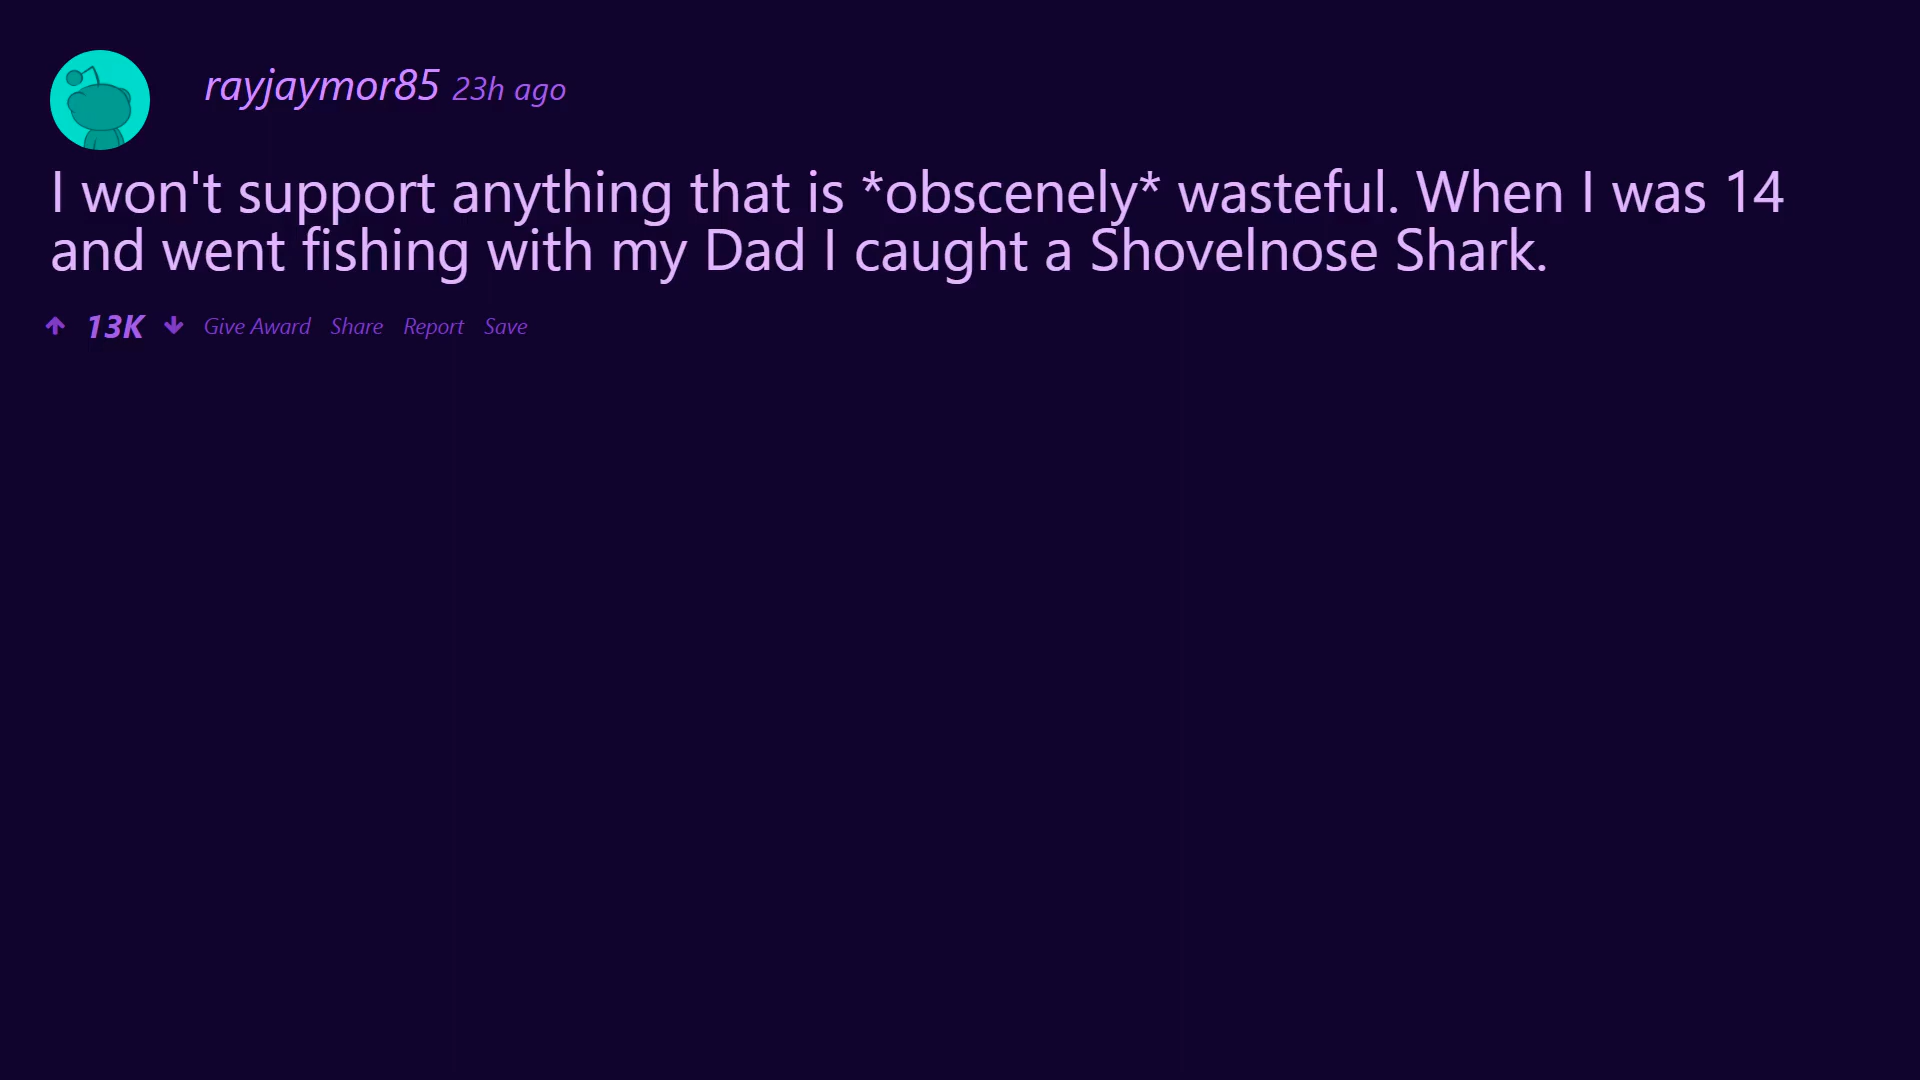 rayjaymor85 23h ago
I won't support anything that is *obscenely* wasteful. When I was 14
and went fishing with my Dad I caught a Shovelnose Shark.
13K Give Award Share Report Save